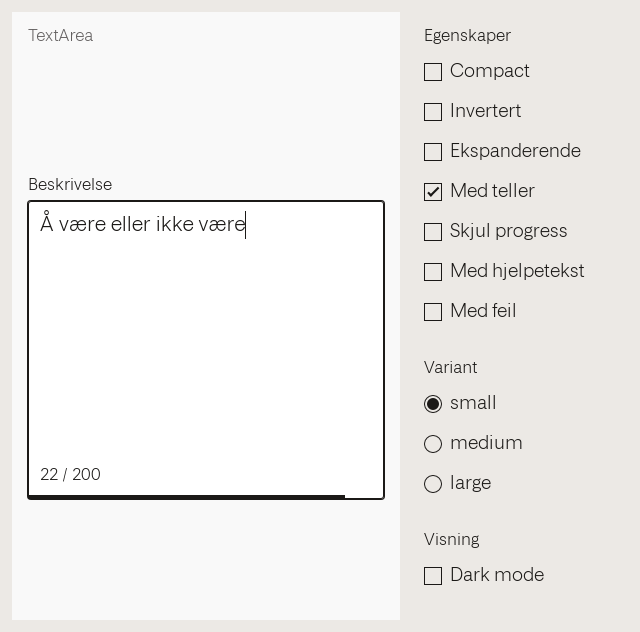 TextArea
Beskrivelse
Å være eller ikke være
22 / 200
Egenskaper
Compact
Invertert
Ekspanderende
Med teller
Skjul progress
Med hjelpetekst
Med feil
Variant
small
medium
large
Visning
Dark mode